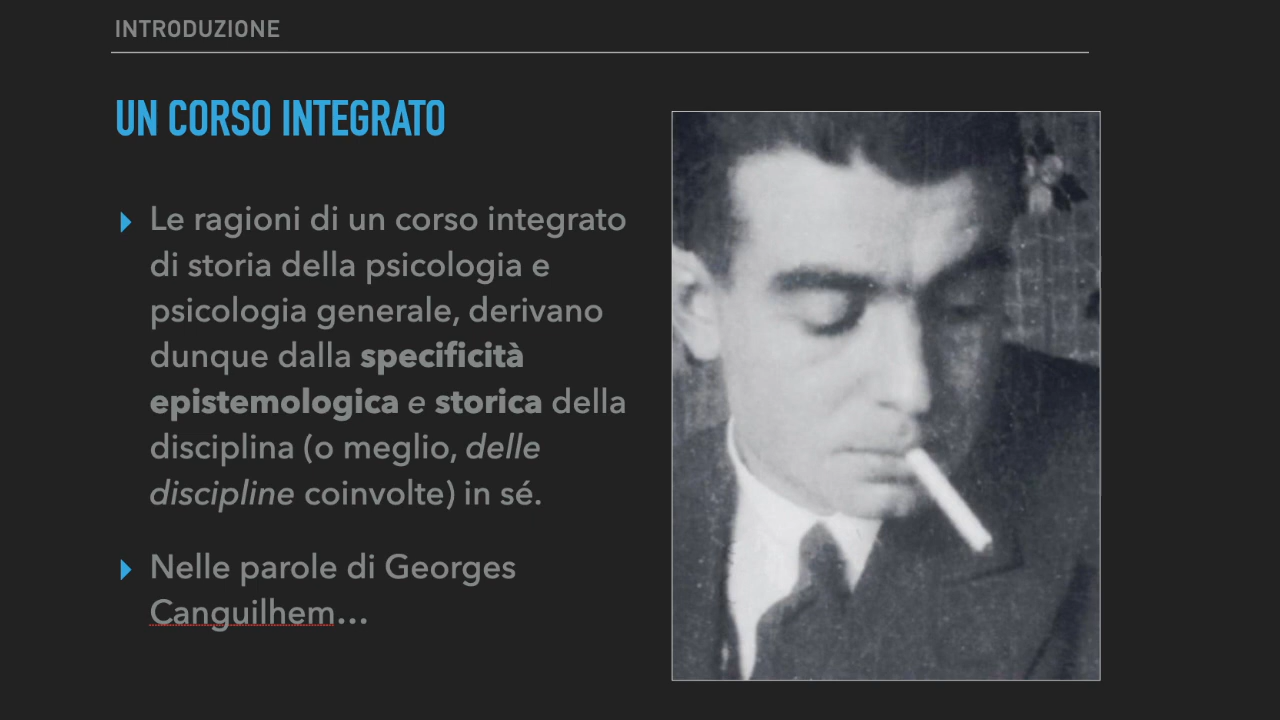 INTRODUZIONE
UN CORSO INTEGRATO
Le ragioni di un corso integrato
di storia della psicologia e
psicologia generale, derivano
dunque dalla specificità
epistemologica e storica della
disciplina (o meglio, delle
discipline coinvolte) in sé.
Nelle parole di Georges
Canguilhem…